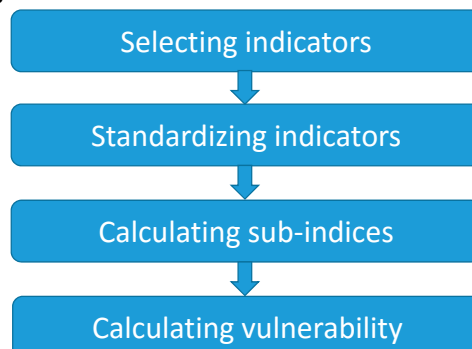 Selecting indicators
Standardizing indicators
Calculating sub-indices
Calculating vulnerability